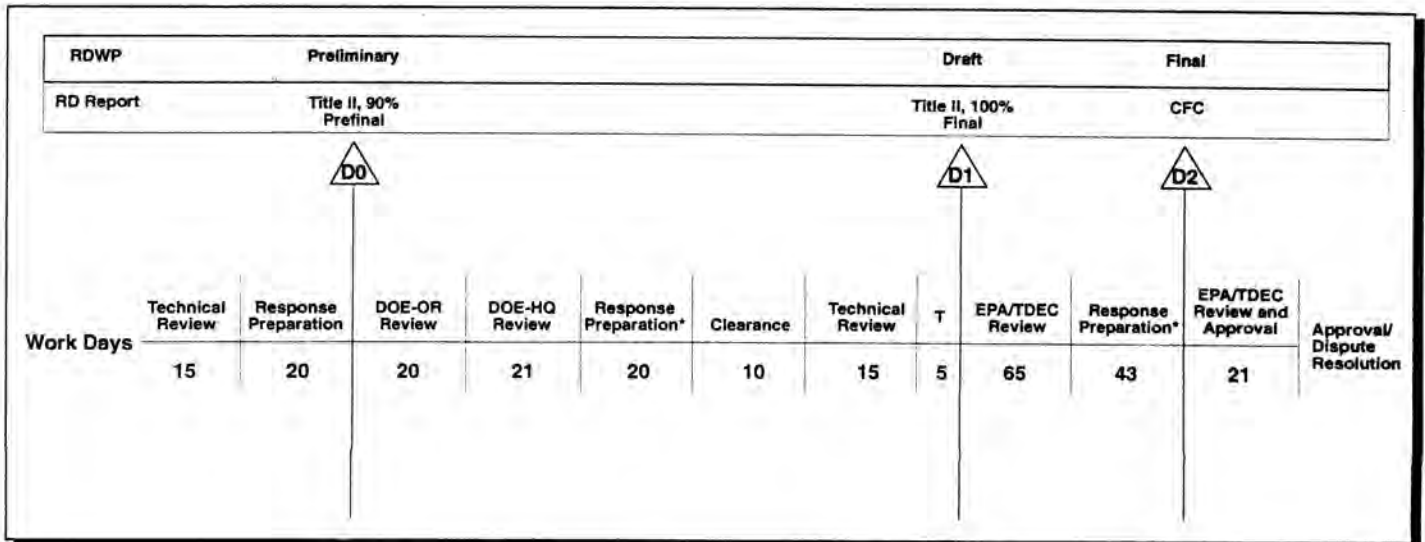 RDWP Preliminary Draft Final
RD Report Title II, 90% Title II, 100% CFC
Prefinal Final
D0 D1 D2
Technical Response DOE-OR DOE-HQ Response Clearance Technical T EPA/TDEC Response EPA/TDEC
Review Preparation Review Review Preparation* Review Review Preparation* Review and
Approval
Work Days
Approval/
Dispute
Resolution
15 20 20 21 20 10 15 5 65 43 21